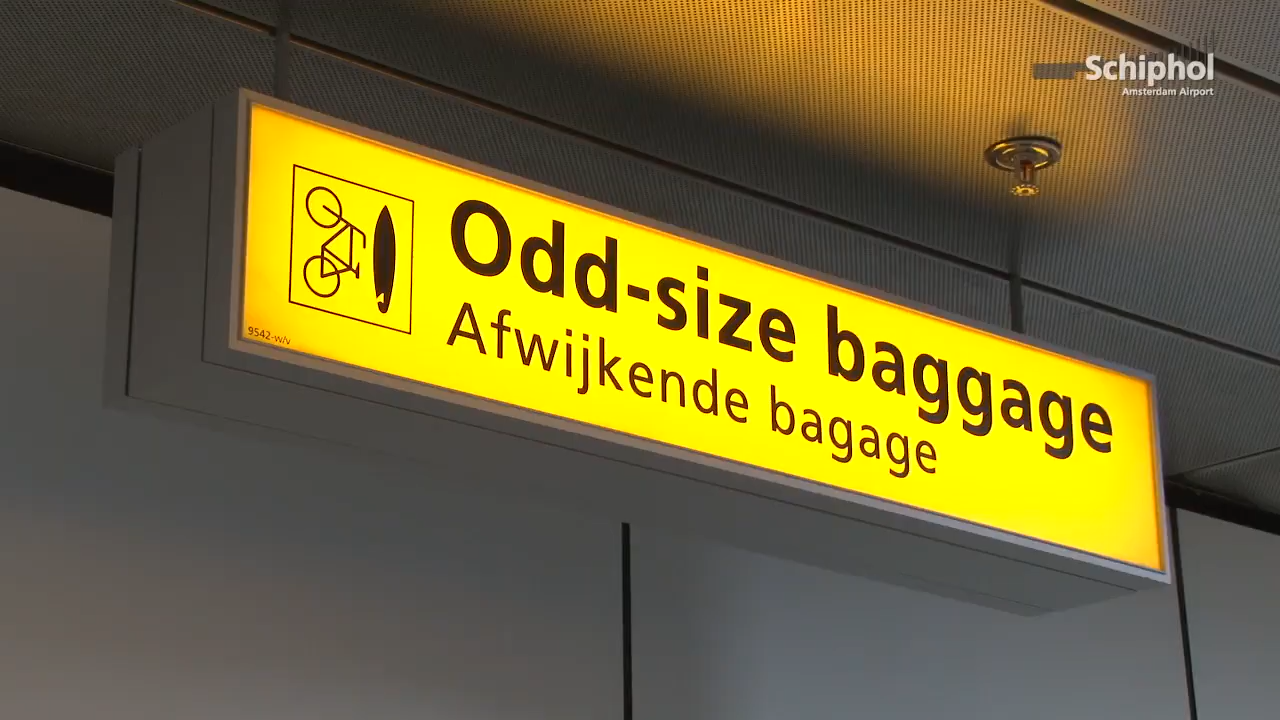 Schiphol
Amsterdam Airport
Odd-size baggage
Afwijkende bagage
9542-w/v